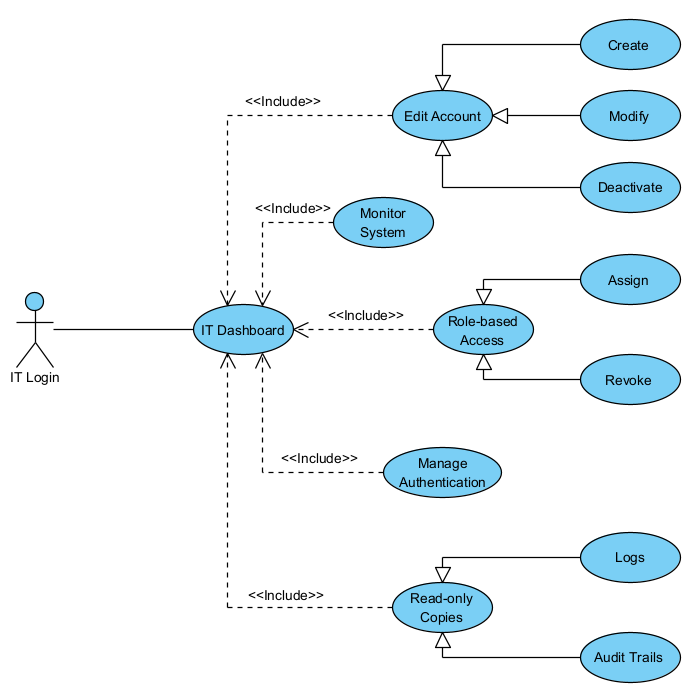 Create
<<Include>>
Edit Account
Modify
Deactivate
<<Include>>
Monitor
System
Assign
<<Include>>
IT Dashboard
Role-based
Access
IT Login
Revoke
<<Include>>
Manage
Authentication
Logs
<<Include>>
Read-only
Copies
Audit Trails